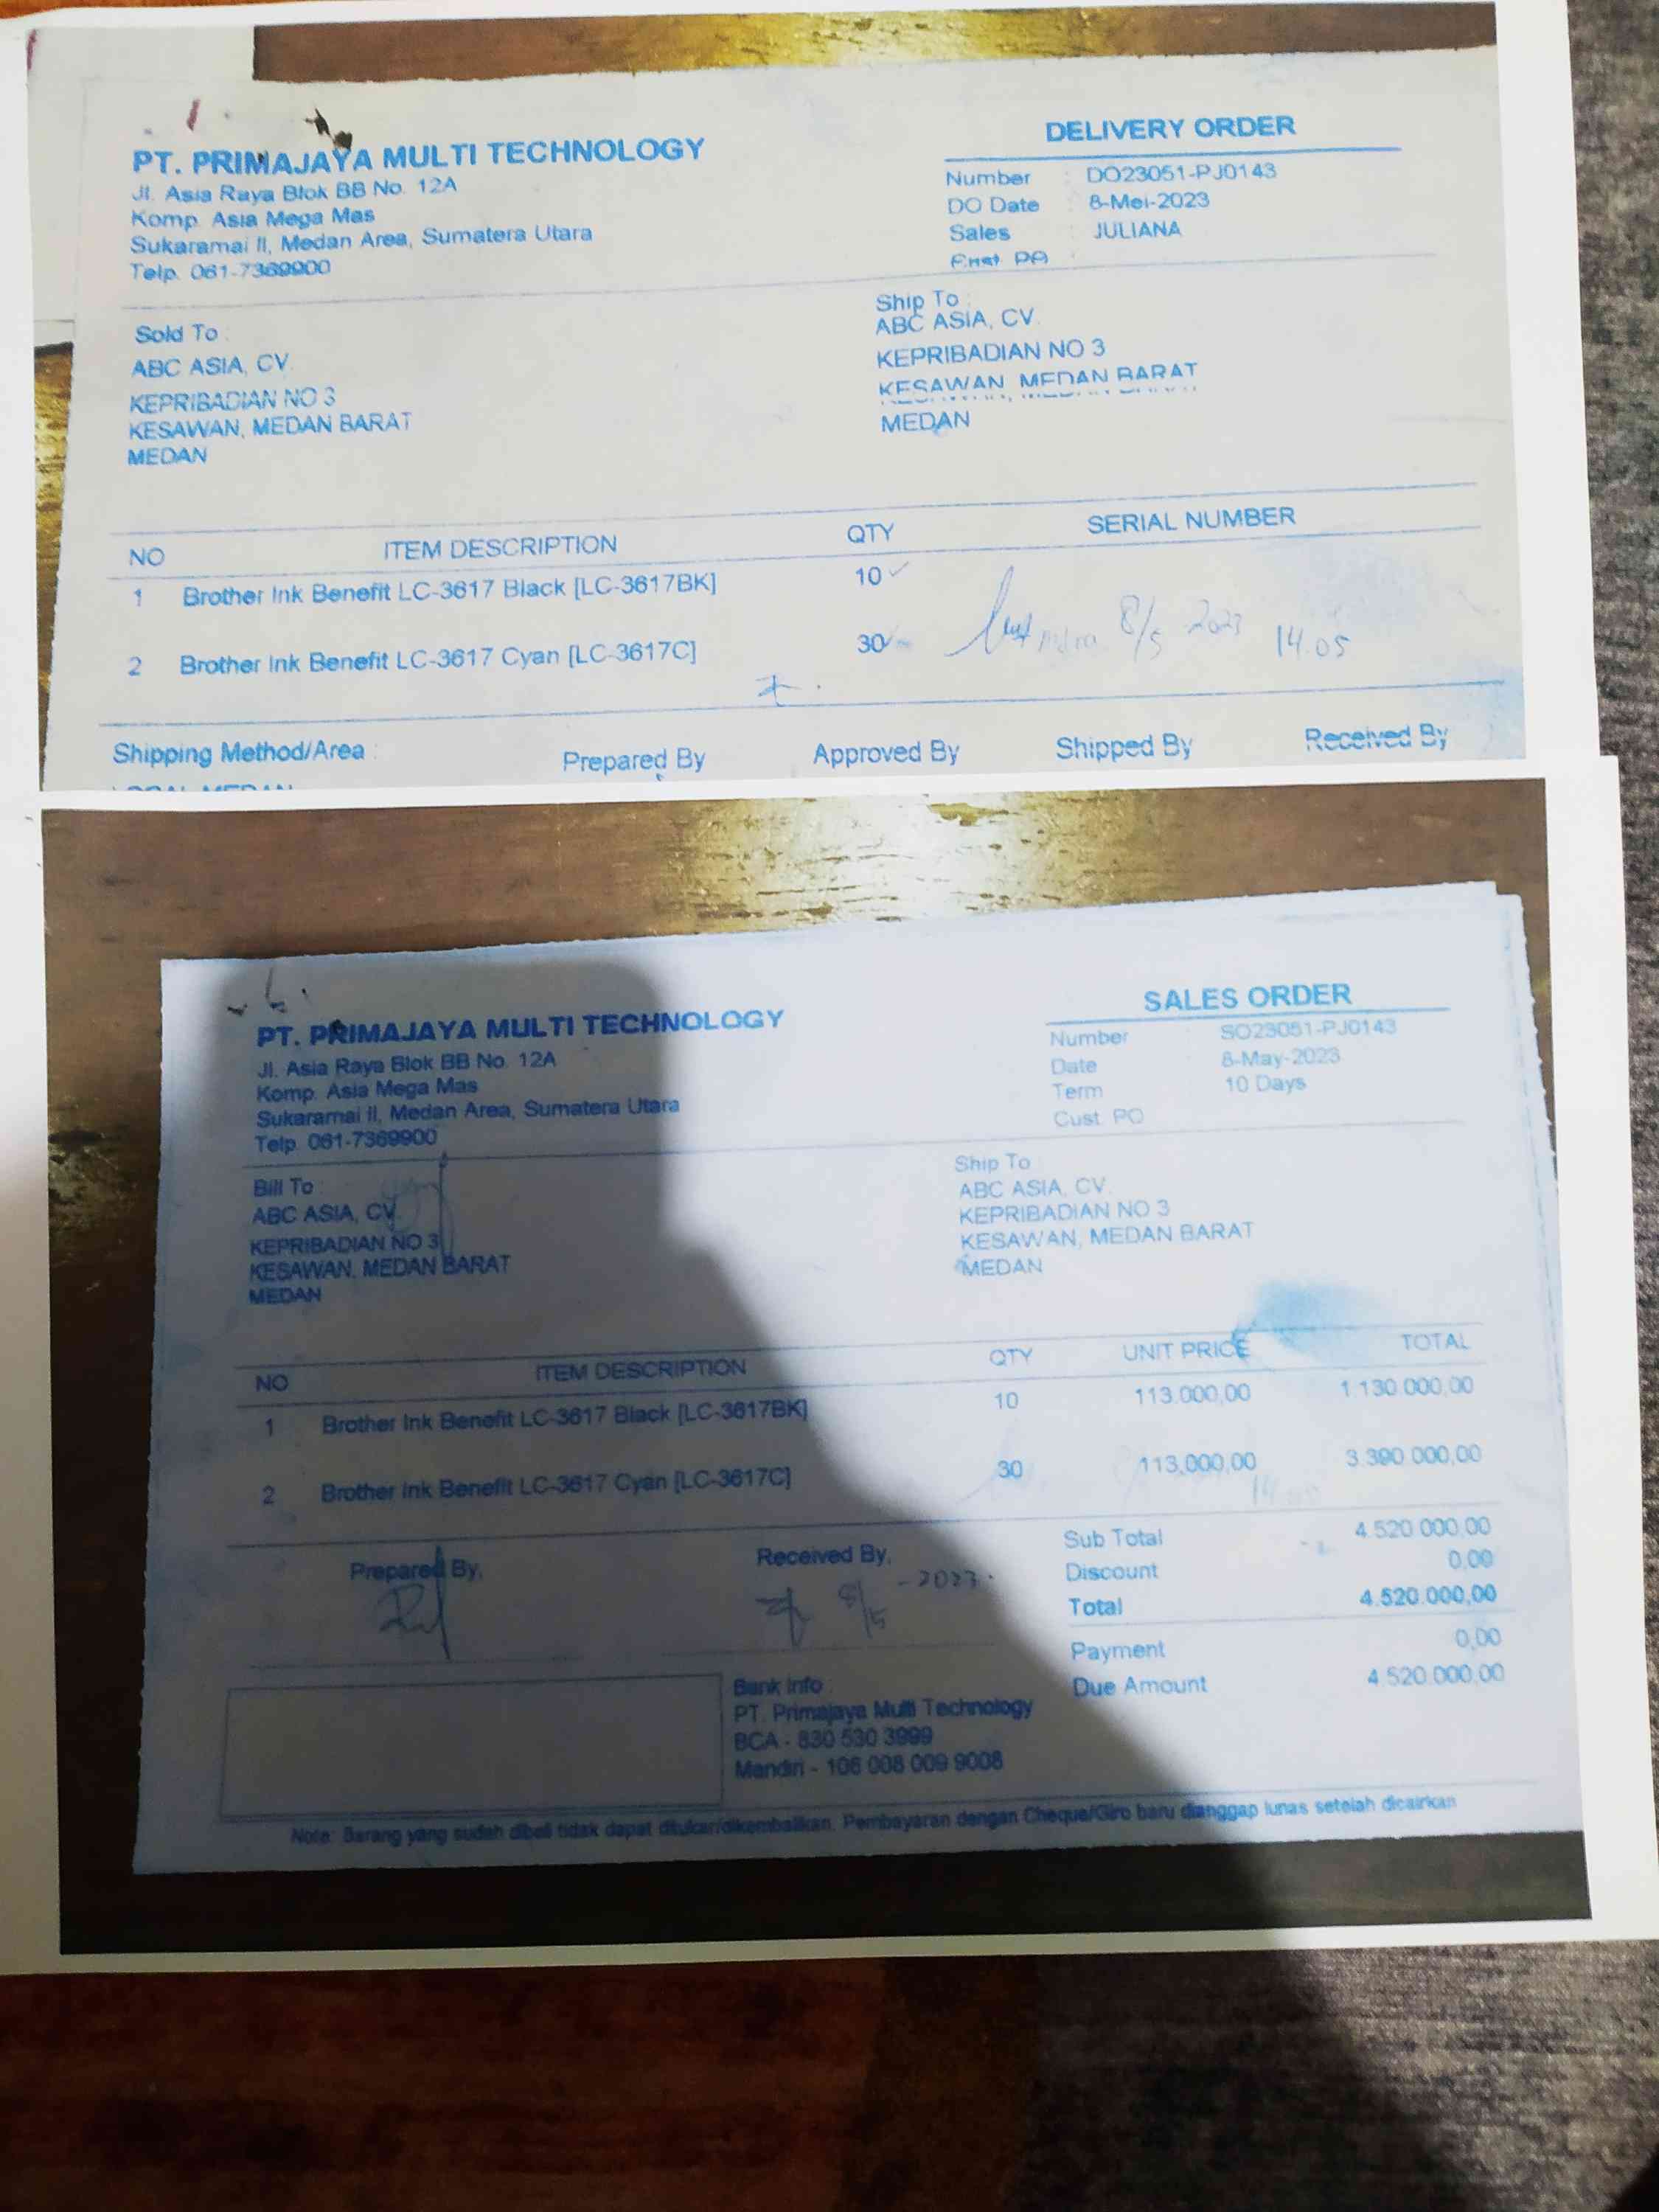 PT. PRIMAJAYA MULTI TECHNOLOGY
Jl. Asia Raya Blok BB No. 12A
Komp. Asia Mega Mas
Sukaramai II, Medan Area, Sumatera Utara
Telp. 061-7369900
DELIVERY ORDER
Number : DO23051-PJ0143
DO Date : 8-Mei-2023
Sales : JULIANA
Sold To :
ABC ASIA, CV.
KEPRIBADIAN NO 3
KESAWAN, MEDAN BARAT
MEDAN
Ship To :
ABC ASIA, CV.
KEPRIBADIAN NO 3
KESAWAN, MEDAN BARAT
MEDAN
NO ITEM DESCRIPTION QTY SERIAL NUMBER
1 Brother Ink Benefit LC-3617 Black [LC-3617BK] 10
2 Brother Ink Benefit LC-3617 Cyan [LC-3617C] 30
8/5 2023 14.05
Shipping Method/Area : Prepared By Approved By Shipped By Received By
PT. PRIMAJAYA MULTI TECHNOLOGY
Jl. Asia Raya Blok BB No. 12A
Komp. Asia Mega Mas
Sukaramai II, Medan Area, Sumatera Utara
Telp. 061-7369900
SALES ORDER
Number SO23051-PJ0143
Date 8-May-2023
Term 10 Days
Cust. PO
Bill To :
ABC ASIA, CV.
KEPRIBADIAN NO 3
KESAWAN, MEDAN BARAT
MEDAN
Ship To
ABC ASIA, CV.
KEPRIBADIAN NO 3
KESAWAN, MEDAN BARAT
MEDAN
NO ITEM DESCRIPTION QTY UNIT PRICE TOTAL
1 Brother Ink Benefit LC-3617 Black [LC-3617BK] 10 113.000,00 1.130.000,00
2 Brother Ink Benefit LC-3617 Cyan [LC-3617C] 30 113,000,00 3.390.000,00
Prepared By, Received By,
8/5 - 2023.
Sub Total 4.520.000,00
Discount 0,00
Total 4.520.000,00
Payment 0,00
Due Amount 4.520.000,00
Bank Info :
PT. Primajaya Multi Technology
BCA - 830 530 3999
Mandiri - 106 008 009 9008
Note: Barang yang sudah dibeli tidak dapat ditukar/dikembalikan. Pembayaran dengan Cheque/Giro baru dianggap lunas setelah dicairkan